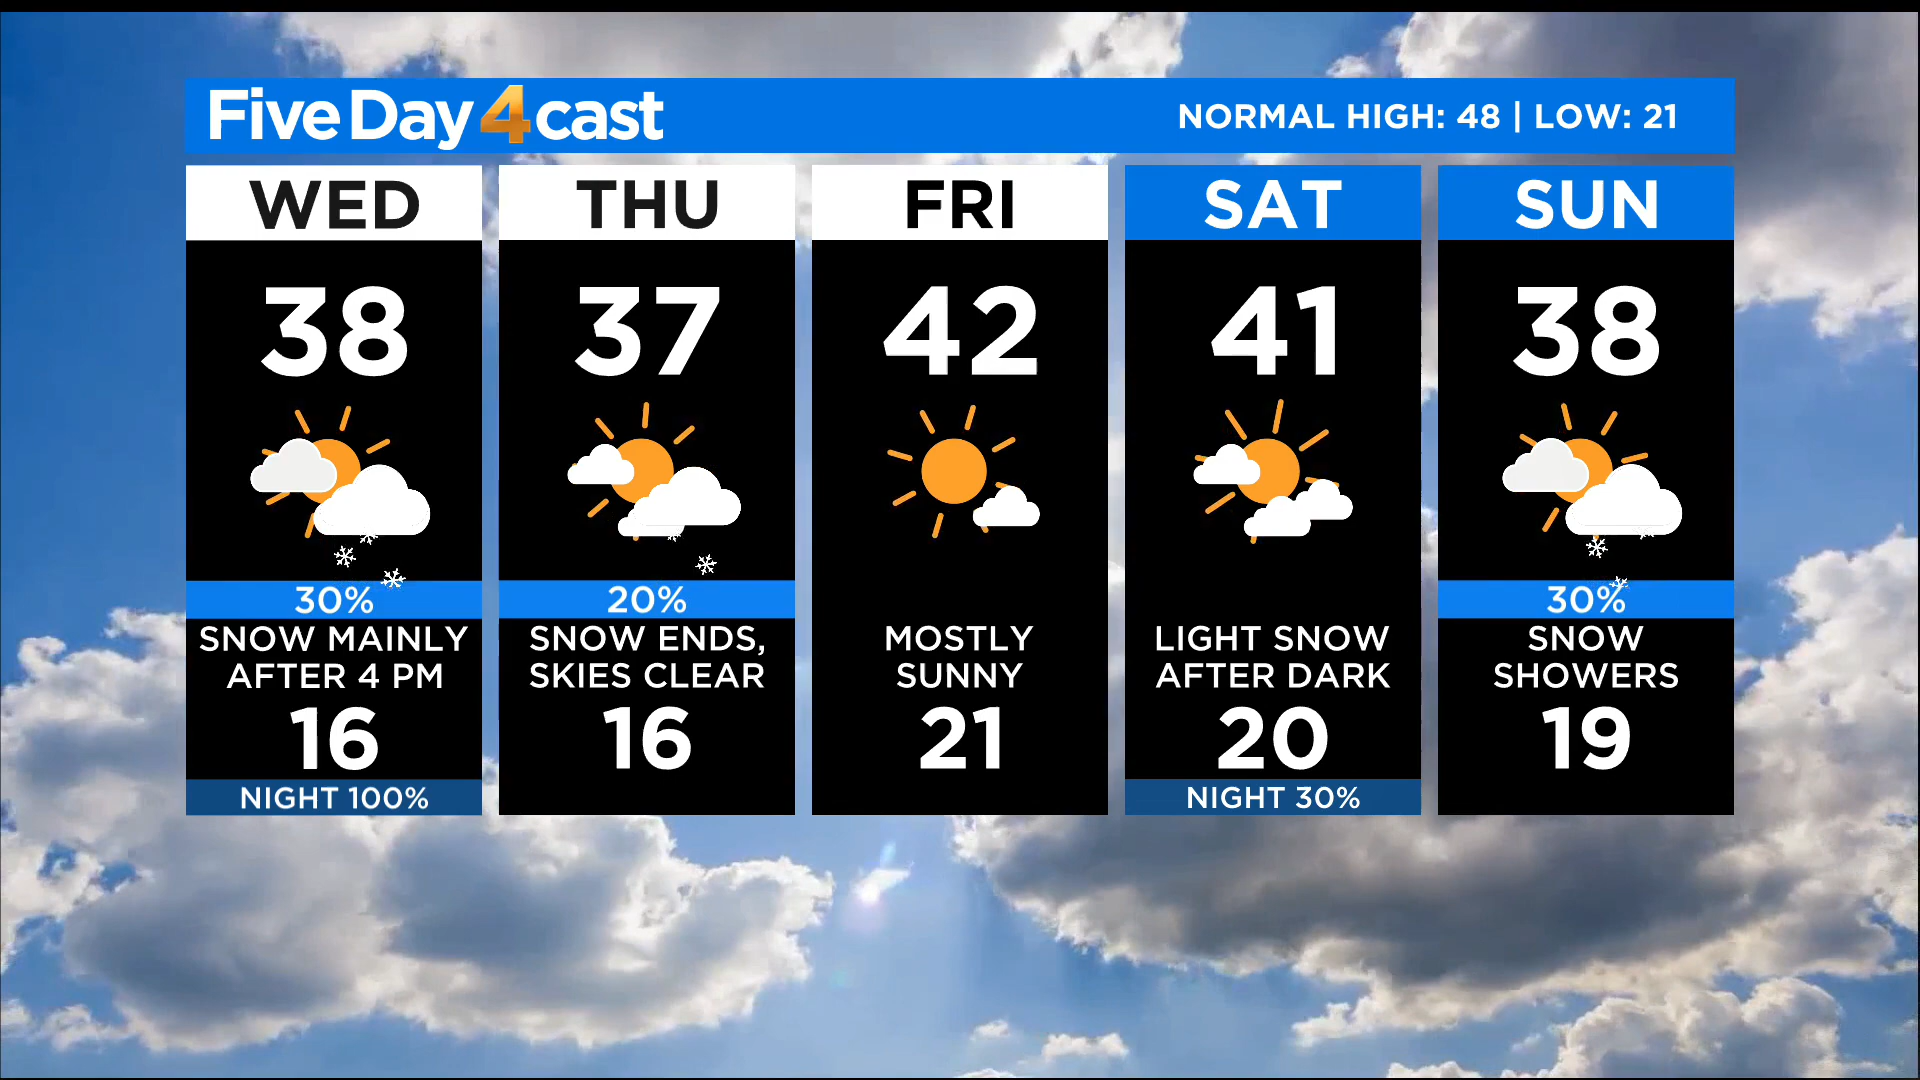 Five Day 4cast
NORMAL HIGH: 48 | LOW: 21
WED
38
30%
SNOW MAINLY
AFTER 4 PM
16
NIGHT 100%
THU
37
20%
SNOW ENDS,
SKIES CLEAR
16
FRI
42
MOSTLY
SUNNY
21
SAT
41
LIGHT SNOW
AFTER DARK
20
NIGHT 30%
SUN
38
30%
SNOW
SHOWERS
19